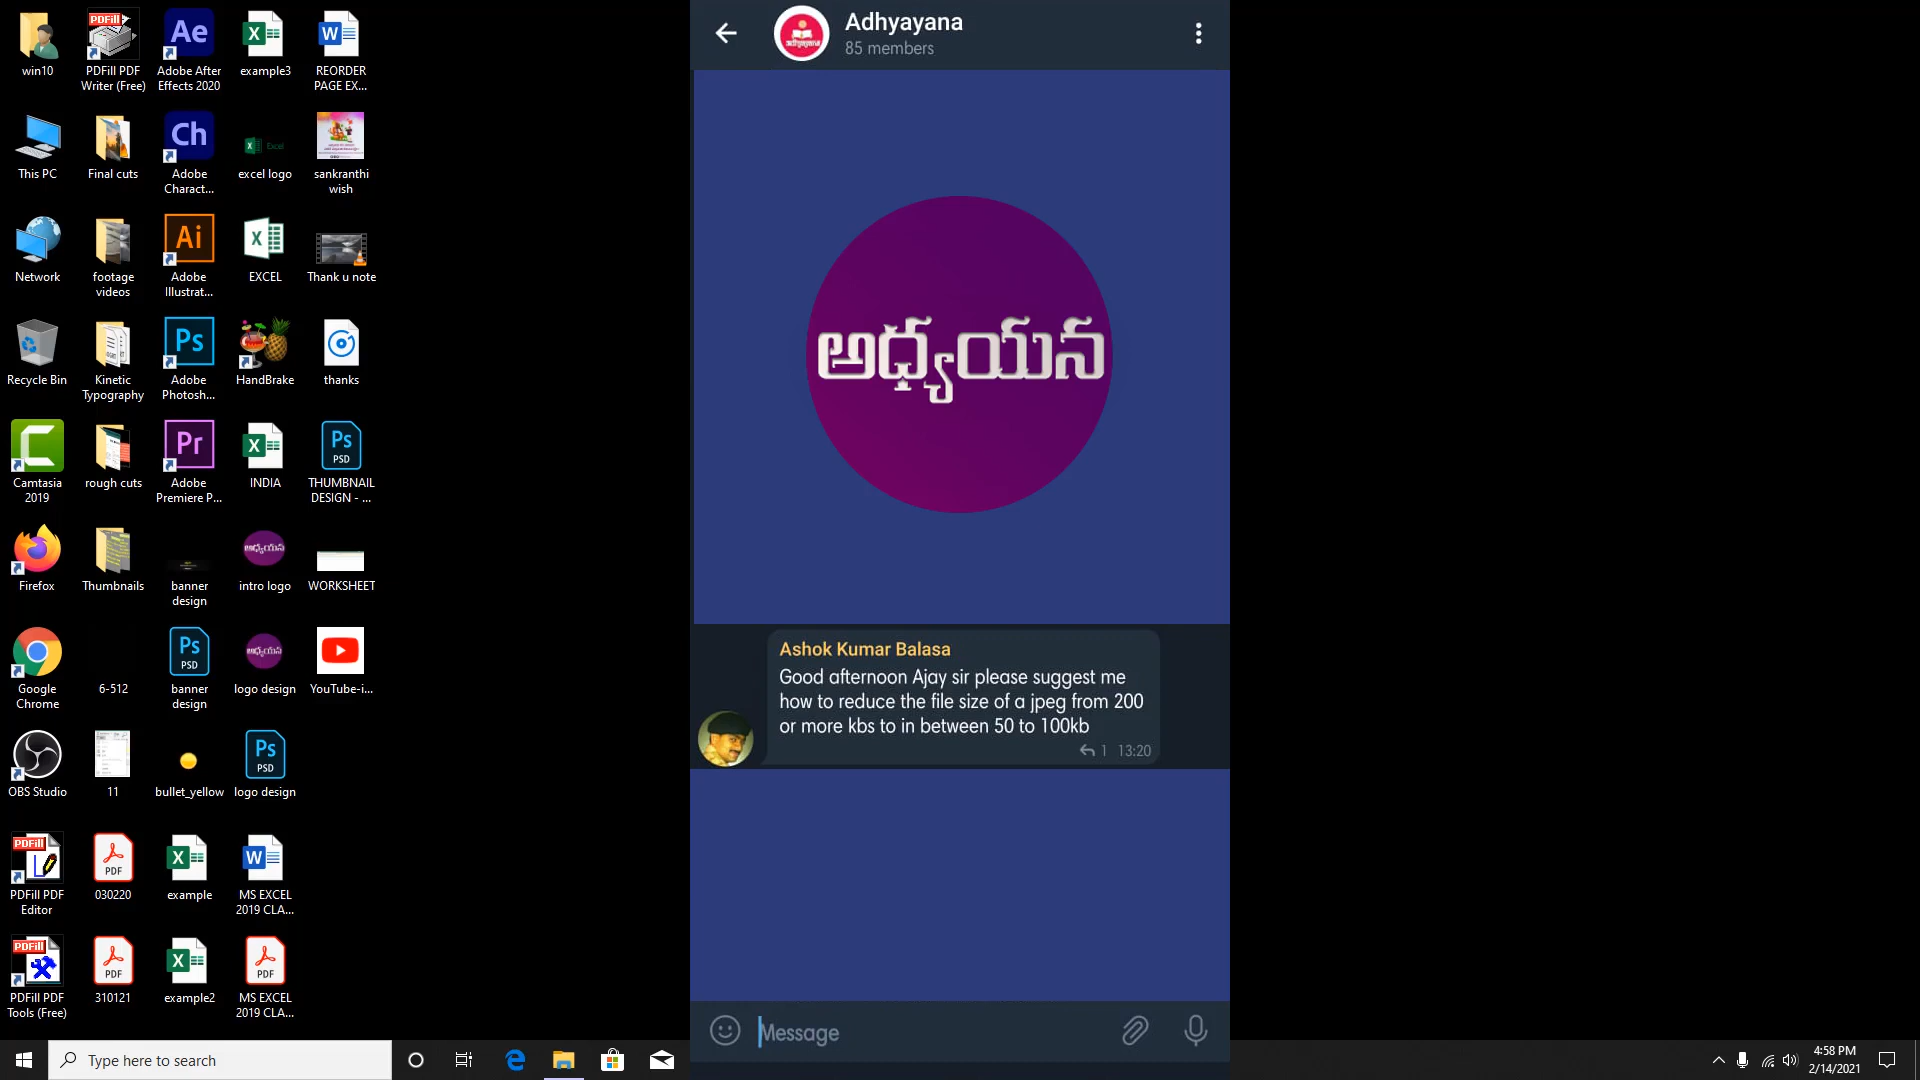 win10
PDFill PDF
Writer (Free)
Adobe After
Effects 2020
example3
REORDER
PAGE EX...
This PC
Final cuts
Adobe
Charact...
excel logo
sankranthi
wish
Network
footage
videos
Adobe
Illustrat...
EXCEL
Thank u note
Recycle Bin
Kinetic
Typography
Adobe
Photosh...
HandBrake
thanks
Camtasia
2019
rough cuts
Adobe
Premiere P...
INDIA
THUMBNAIL
DESIGN - ...
Firefox
Thumbnails
banner
design
intro logo
WORKSHEET
Google
Chrome
6-512
banner
design
logo design
YouTube-i...
OBS Studio
11
bullet_yellow
logo design
PDFill PDF
Editor
030220
example
MS EXCEL
2019 CLA...
PDFill PDF
Tools (Free)
310121
example2
MS EXCEL
2019 CLA...
Adhyayana
85 members
అధ్యయన
Ashok Kumar Balasa
Good afternoon Ajay sir please suggest me
how to reduce the file size of a jpeg from 200
or more kbs to in between 50 to 100kb
1 13:20
Message
Type here to search
4:58 PM
2/14/2021